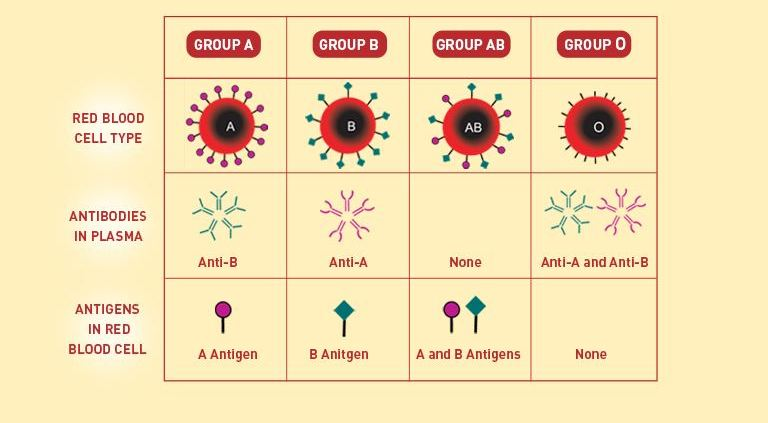 GROUP A
GROUP B
GROUP AB
GROUP O
RED BLOOD
CELL TYPE
A
B
AB
O
ANTIBODIES
IN PLASMA
Anti-B
Anti-A
None
Anti-A and Anti-B
ANTIGENS
IN RED
BLOOD CELL
A Antigen
B Anitgen
A and B Antigens
None